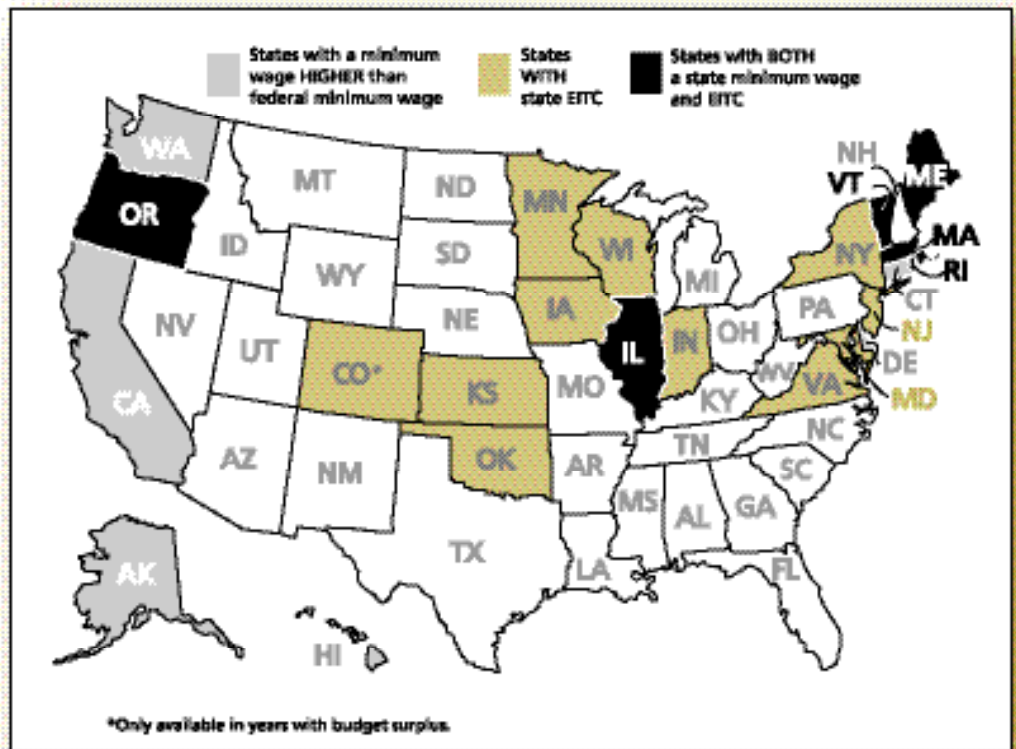 States with a minimum
wage HIGHER than
federal minimum wage
States
WITH
state EITC
States with BOTH
a state minimum wage
and EITC
WA
MT
ND
MN
NH
VT
ME
OR
ID
SD
WI
NY
MA
RI
WY
MI
CT
NV
NE
IA
PA
NJ
UT
IL
IN
OH
DE
CO*
KS
MO
WV
VA
MD
CA
KY
NC
AZ
NM
OK
AR
TN
SC
MS
AL
GA
TX
LA
FL
AK
HI
*Only available in years with budget surplus.